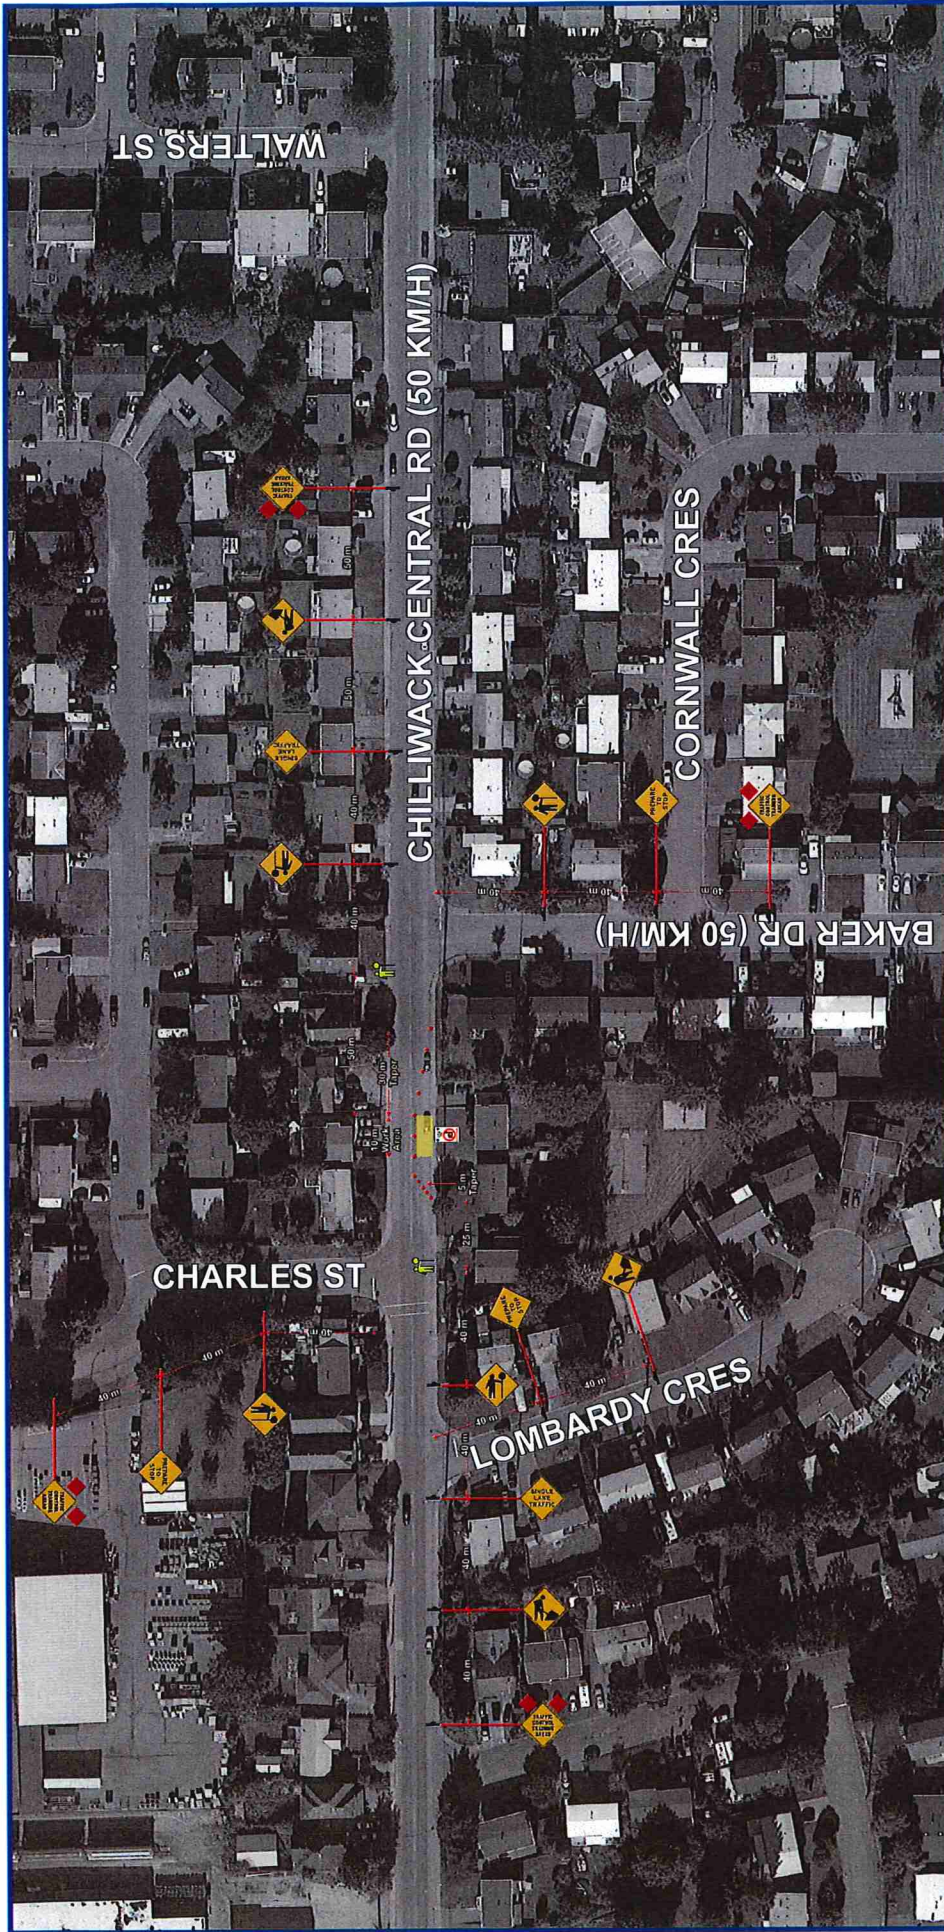 WALTERS ST
CHILLIWACK CENTRAL RD (50 KM/H)
50 m
50 m
SINGLE
LANE
TRAFFIC
40 m
40 m
CORNWALL CRES
PREPARE
TO
STOP
40 m
40 m
40 m
BAKER DR (50 KM/H)
30 m
Taper
10 m
Work
Area
5 m
Taper
25 m
CHARLES ST
40 m
40 m
40 m
PREPARE
TO
STOP
PREPARE
TO
STOP
40 m
40 m
40 m
LOMBARDY CRES
40 m
SINGLE
LANE
TRAFFIC
40 m
40 m